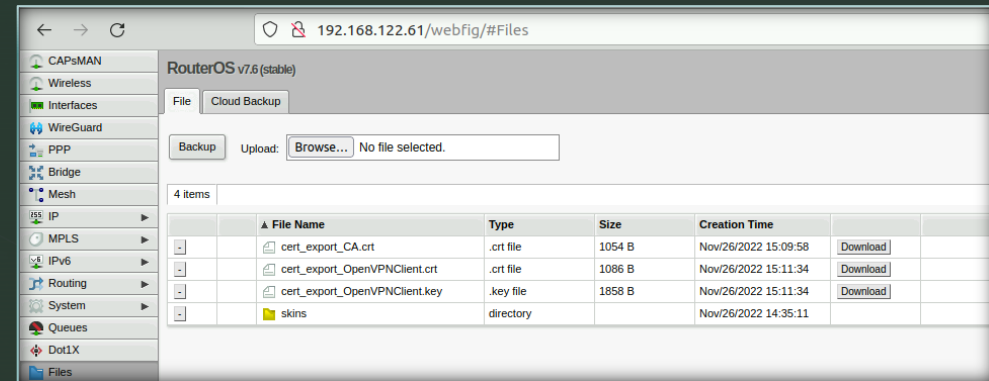 192.168.122.61/webfig/#Files
CAPsMAN
Wireless
Interfaces
WireGuard
PPP
Bridge
Mesh
255 IP
MPLS
v6 IPv6
Routing
System
Queues
Dot1X
Files
RouterOS v7.6 (stable)
File Cloud Backup
Backup Upload: Browse... No file selected.
4 items
▲ File Name Type Size Creation Time
- cert_export_CA.crt .crt file 1054 B Nov/26/2022 15:09:58 Download
- cert_export_OpenVPNClient.crt .crt file 1086 B Nov/26/2022 15:11:34 Download
- cert_export_OpenVPNClient.key .key file 1858 B Nov/26/2022 15:11:34 Download
- skins directory Nov/26/2022 14:35:11